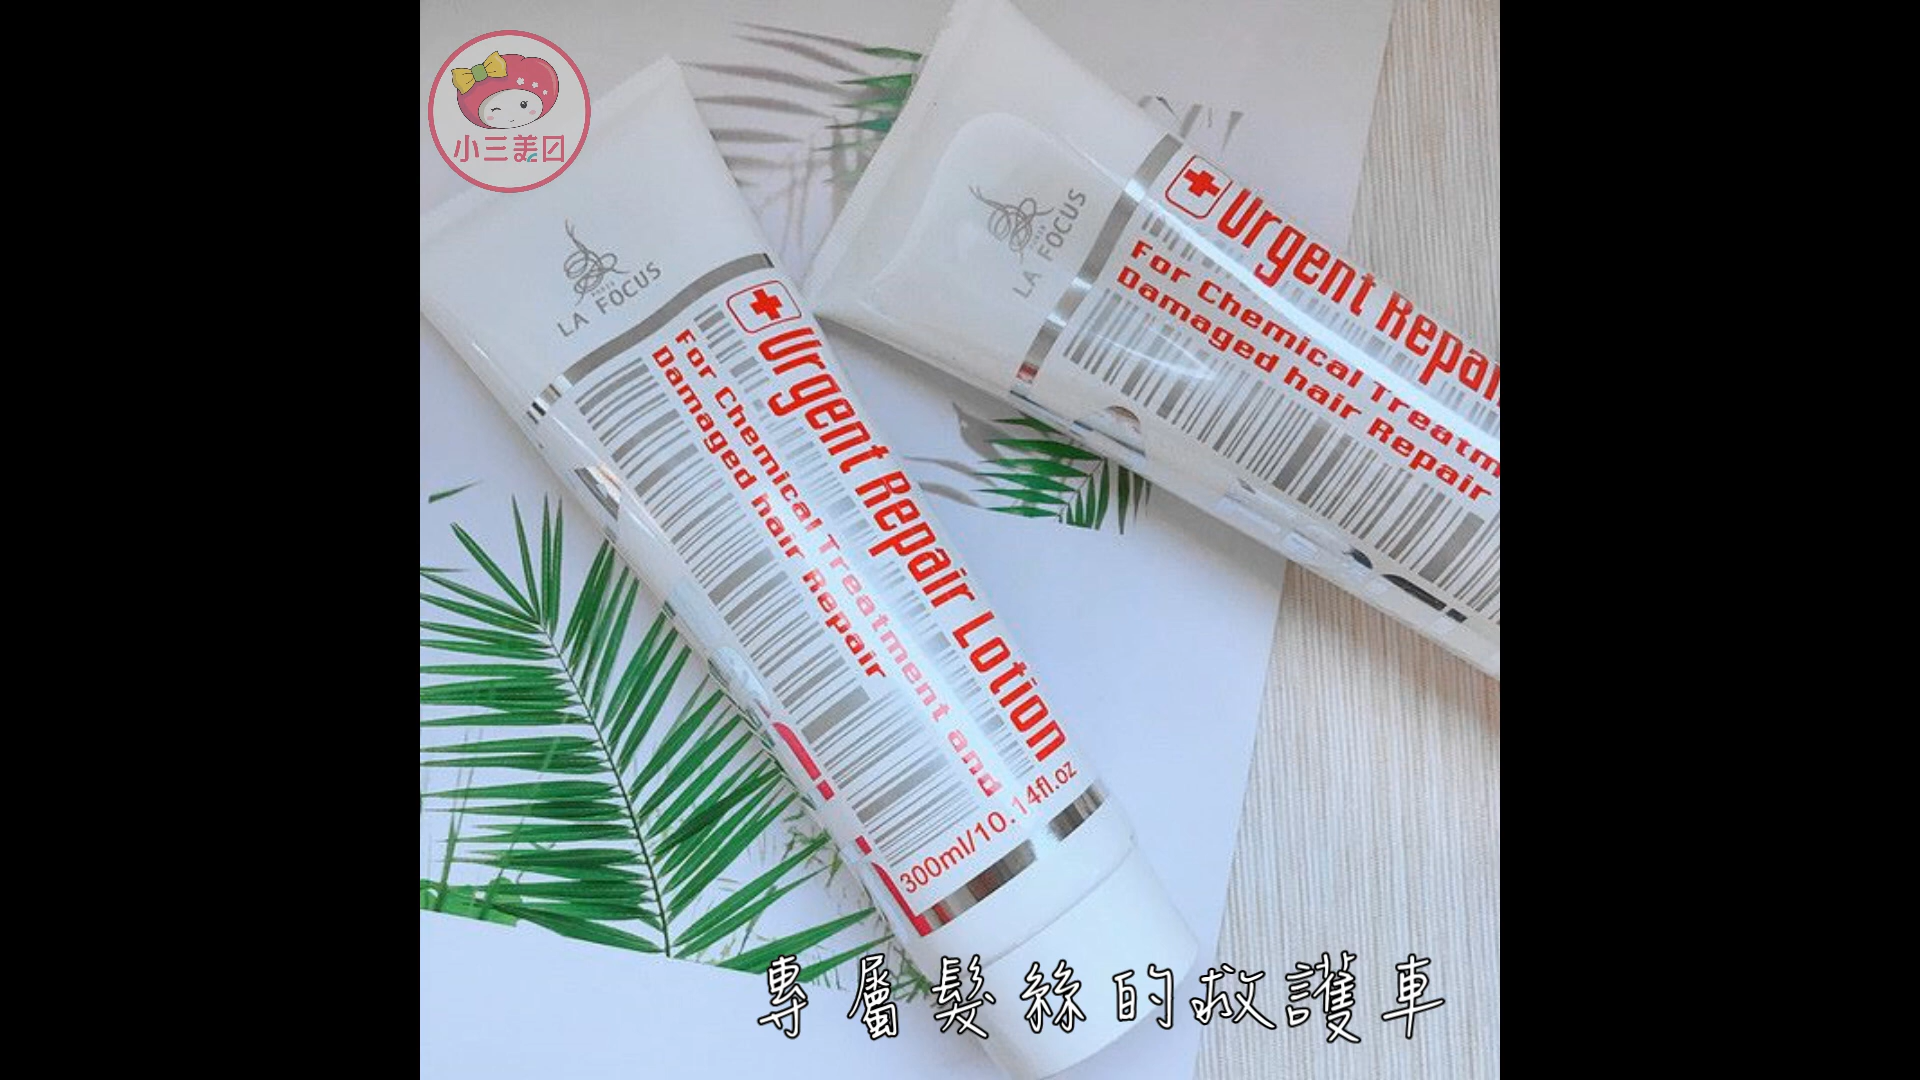 小三美日
PARIS
LA FOCUS
Urgent Repair Lotion
For Chemical Treatment and
Damaged hair Repair
300ml/10.14fl.oz
PARIS
LA FOCUS
Urgent Repai
For Chemical Treatm
Damaged hair Repair
專屬髮絲的救護車